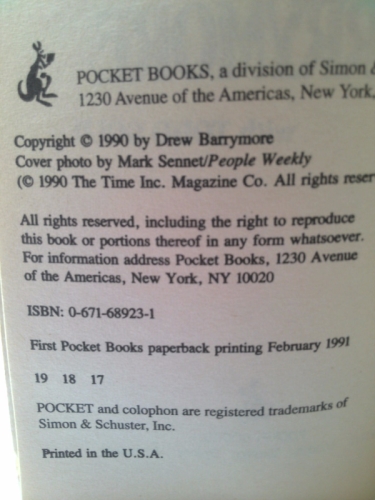 POCKET BOOKS, a division of Simon &
1230 Avenue of the Americas, New York,
Copyright © 1990 by Drew Barrymore
Cover photo by Mark Sennet/People Weekly
(© 1990 The Time Inc. Magazine Co. All rights reser
All rights reserved, including the right to reproduce
this book or portions thereof in any form whatsoever.
For information address Pocket Books, 1230 Avenue
of the Americas, New York, NY 10020
ISBN: 0-671-68923-1
First Pocket Books paperback printing February 1991
19 18 17
POCKET and colophon are registered trademarks of
Simon & Schuster, Inc.
Printed in the U.S.A.